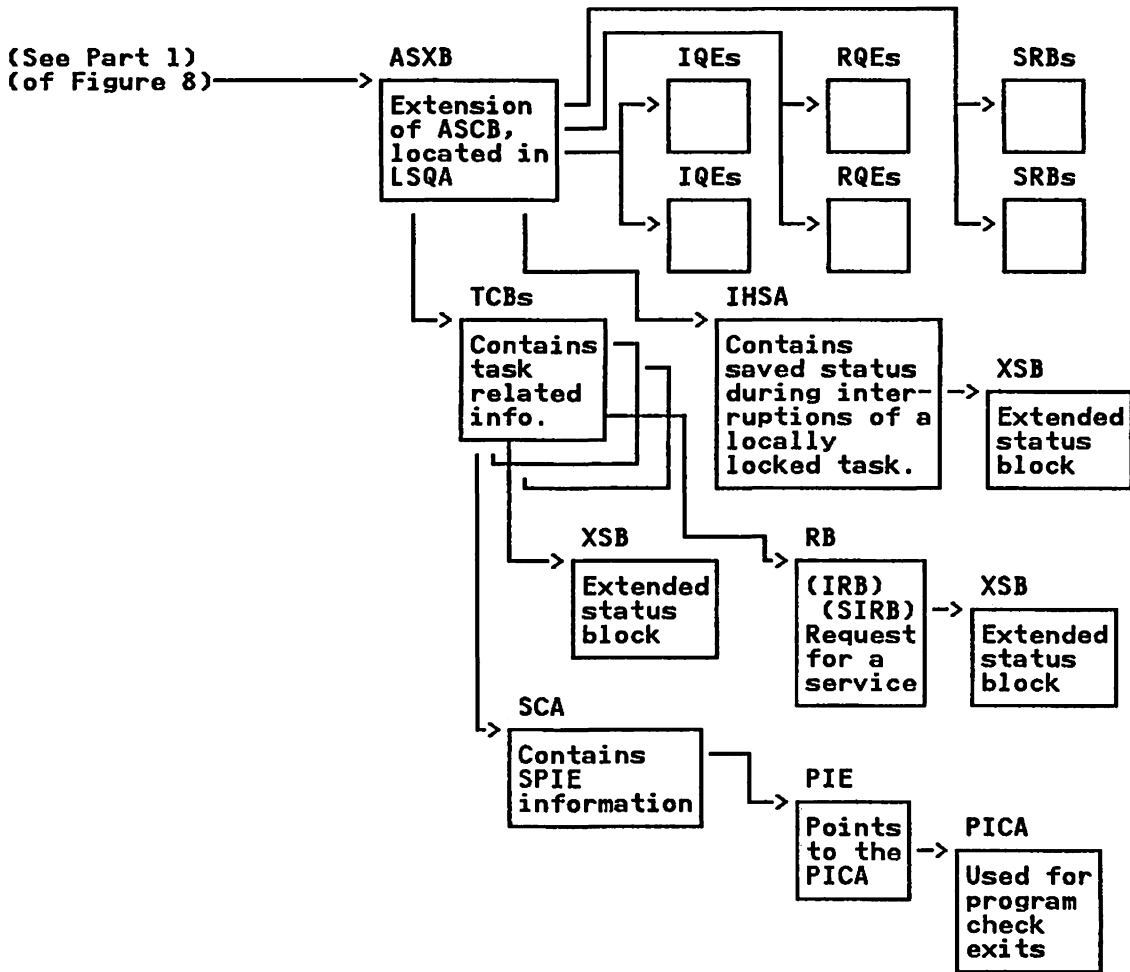 (See Part 1)
(of Figure 8)
ASXB
Extension
of ASCB,
located in
LSQA
IQEs
RQEs
SRBs
IQEs
RQEs
SRBs
TCBs
Contains
task
related
info.
IHSA
Contains
saved status
during inter-
ruptions of a
locally
locked task.
XSB
Extended
status
block
XSB
Extended
status
block
RB
(IRB)
(SIRB)
Request
for a
service
XSB
Extended
status
block
SCA
Contains
SPIE
information
PIE
Points
to the
PICA
PICA
Used for
program
check
exits